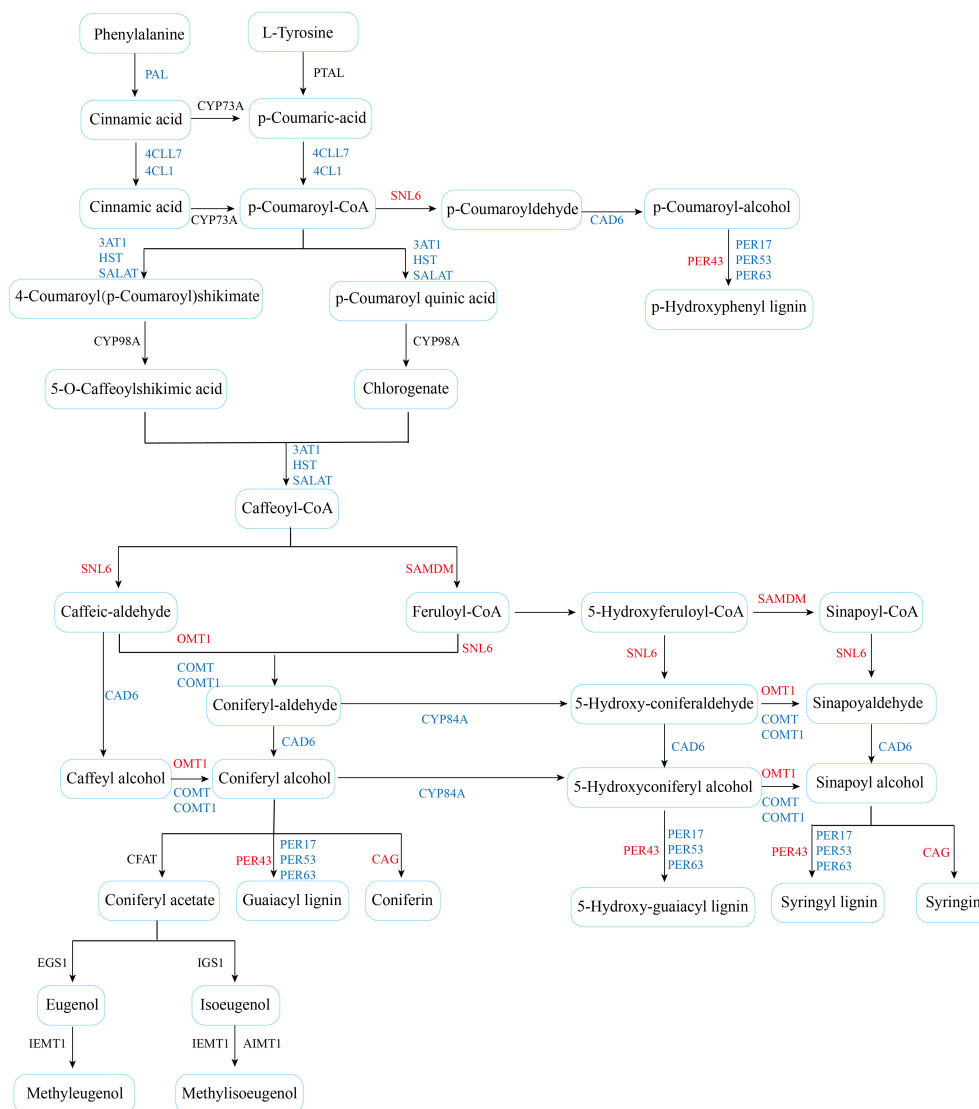 Phenylalanine
L-Tyrosine
PAL
PTAL
Cinnamic acid
CYP73A
p-Coumaric-acid
4CLL7
4CL1
4CLL7
4CL1
Cinnamic acid
CYP73A
p-Coumaroyl-CoA
SNL6
p-Coumaroyldehyde
CAD6
p-Coumaroyl-alcohol
3AT1
HST
SALAT
3AT1
HST
SALAT
PER43
PER17
PER53
PER63
4-Coumaroyl(p-Coumaroyl)shikimate
p-Coumaroyl quinic acid
p-Hydroxyphenyl lignin
CYP98A
CYP98A
5-O-Caffeoylshikimic acid
Chlorogenate
3AT1
HST
SALAT
Caffeoyl-CoA
SNL6
SAMDM
Caffeic-aldehyde
Feruloyl-CoA
5-Hydroxyferuloyl-CoA
SAMDM
Sinapoyl-CoA
OMT1
SNL6
SNL6
SNL6
COMT
COMT1
CAD6
Coniferyl-aldehyde
CYP84A
5-Hydroxy-coniferaldehyde
OMT1
COMT
COMT1
Sinapoyaldehyde
CAD6
CAD6
CAD6
Caffeyl alcohol
OMT1
COMT
COMT1
Coniferyl alcohol
CYP84A
5-Hydroxyconiferyl alcohol
OMT1
COMT
COMT1
Sinapoyl alcohol
CFAT
PER43
PER17
PER53
PER63
CAG
PER43
PER17
PER53
PER63
PER43
PER17
PER53
PER63
CAG
Coniferyl acetate
Guaiacyl lignin
Coniferin
5-Hydroxy-guaiacyl lignin
Syringyl lignin
Syringin
EGS1
IGS1
Eugenol
Isoeugenol
IEMT1
IEMT1
AIMT1
Methyleugenol
Methylisoeugenol